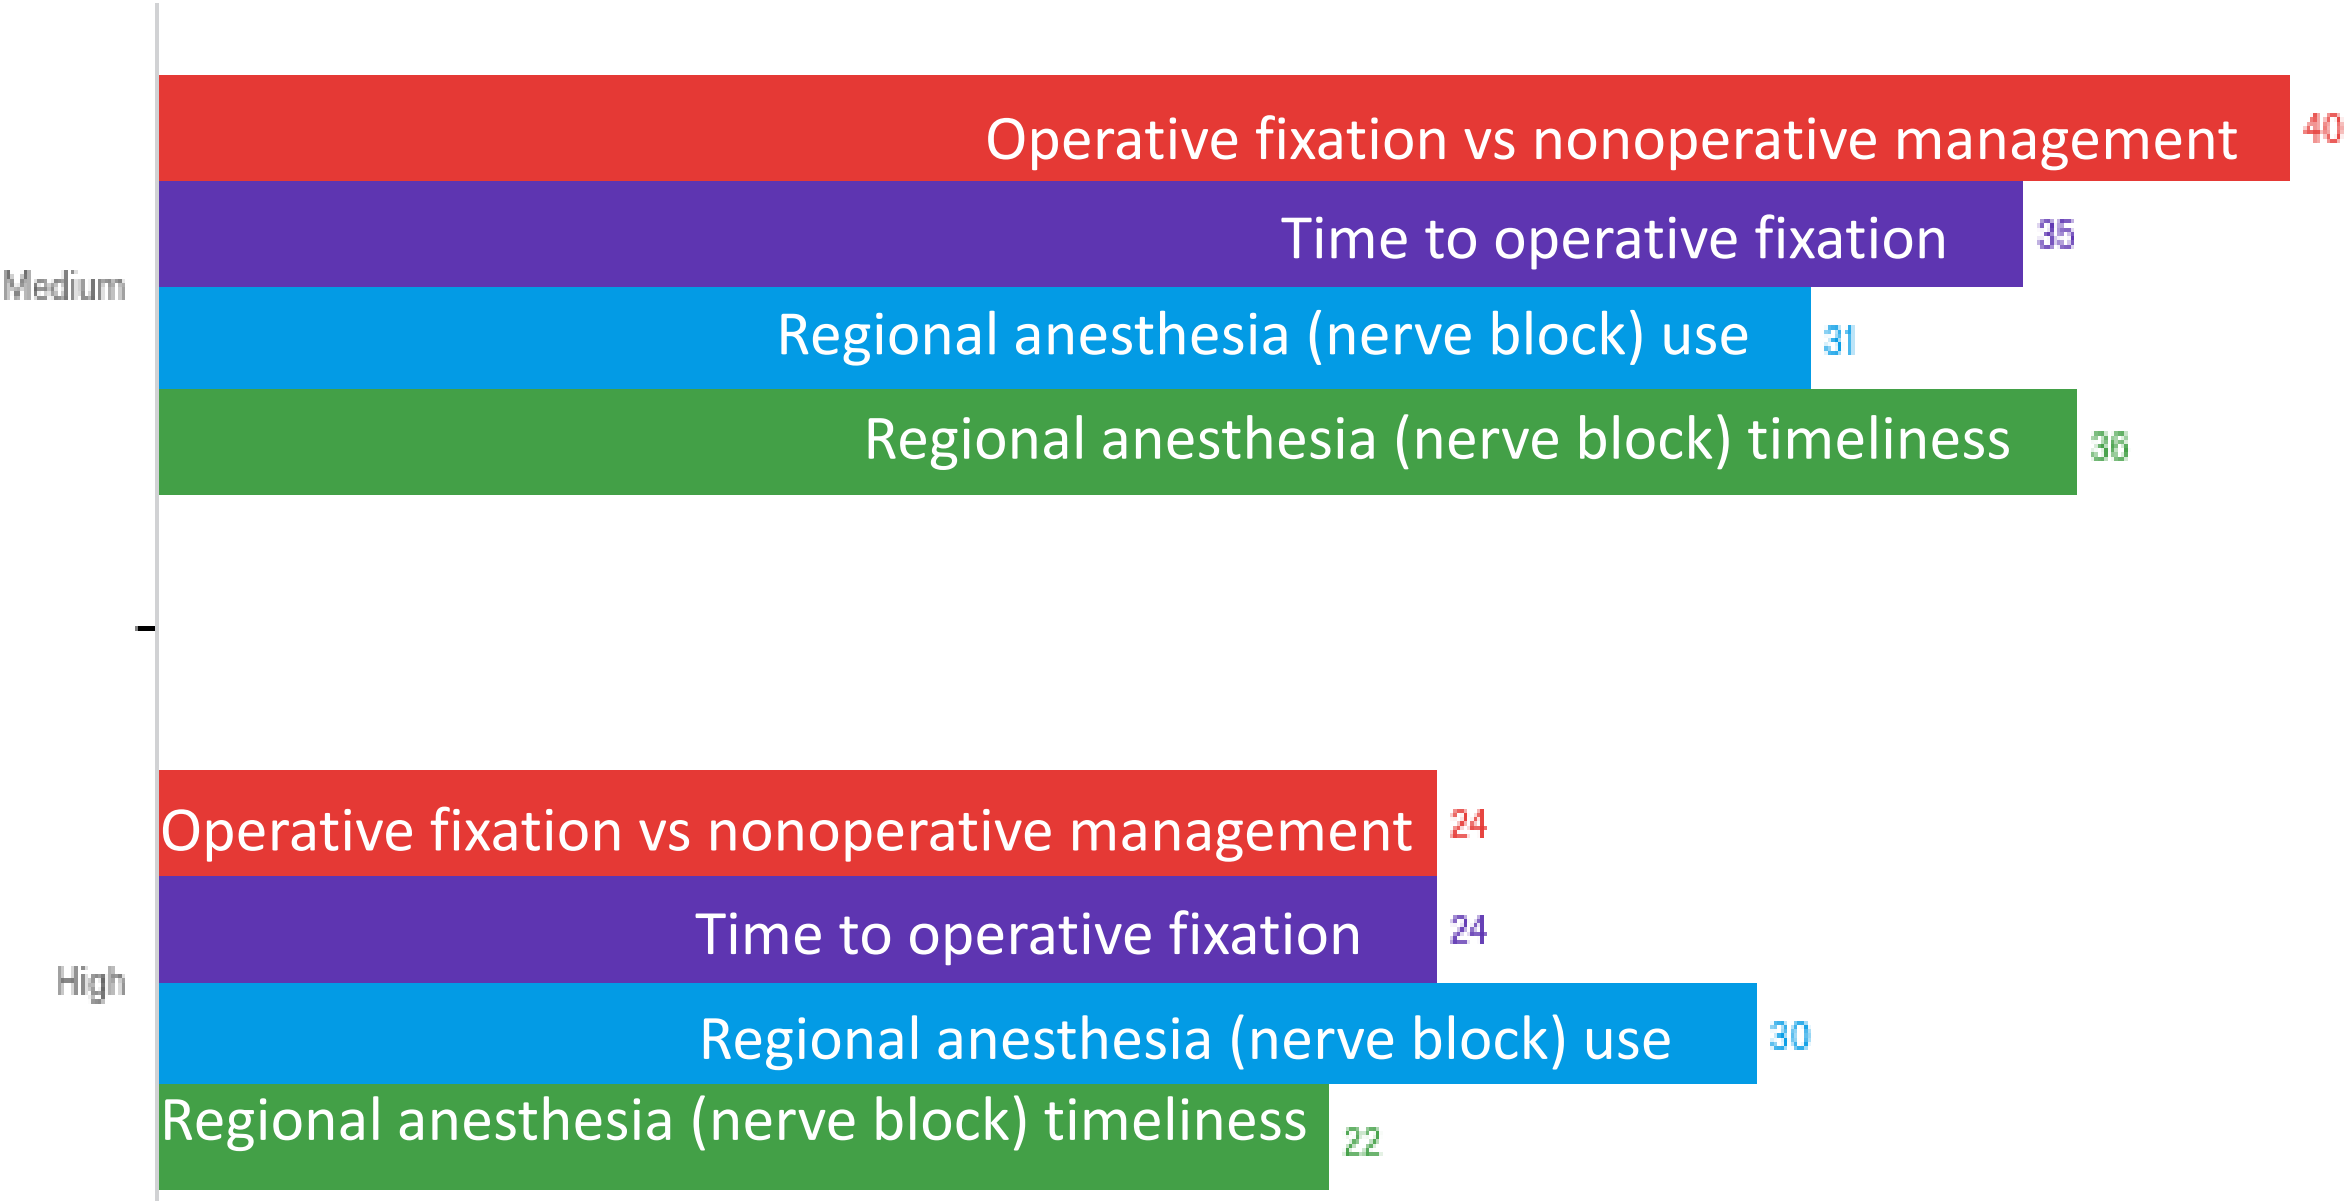 Operative fixation vs nonoperative management 40
Time to operative fixation 35
Medium
Regional anesthesia (nerve block) use 31
Regional anesthesia (nerve block) timeliness 36
Operative fixation vs nonoperative management 24
Time to operative fixation 24
High
Regional anesthesia (nerve block) use 30
Regional anesthesia (nerve block) timeliness 22